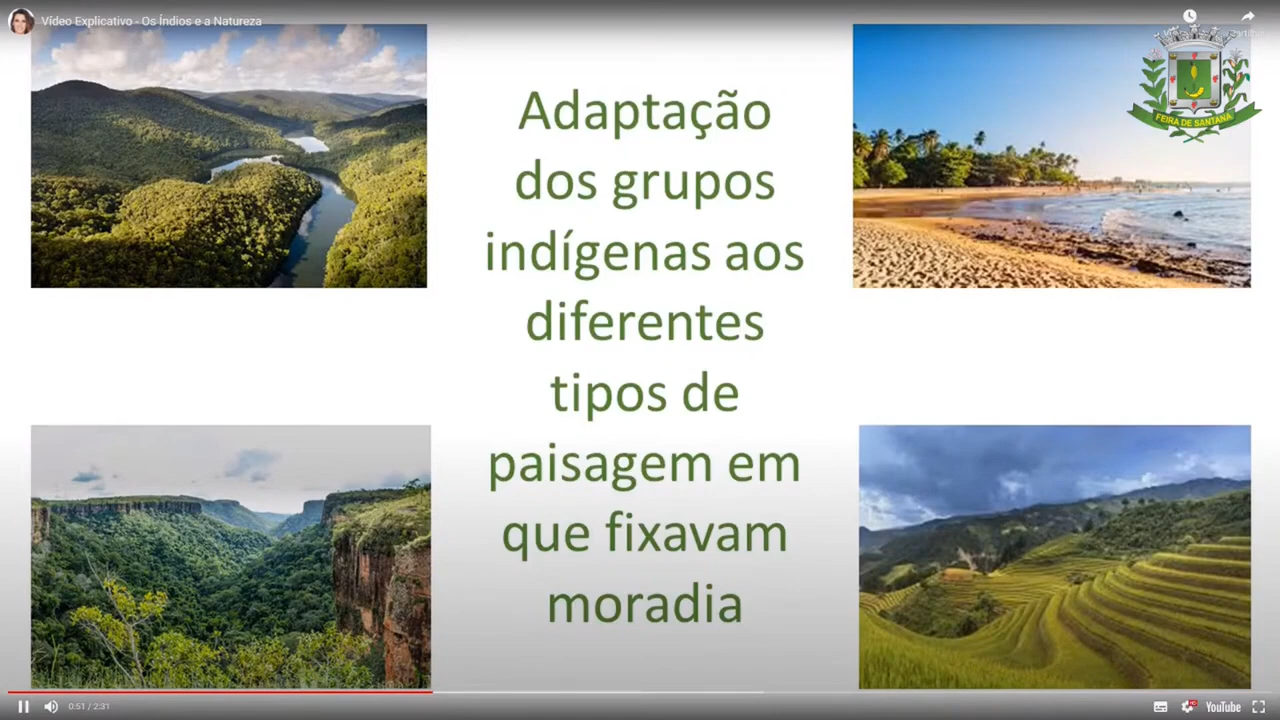 Vídeo Explicativo - Os Índios e a Natureza
FEIRA DE SANTANA
Adaptação
dos grupos
indígenas aos
diferentes
tipos de
paisagem em
que fixavam
moradia
0:51 / 2:31
HD
YouTube